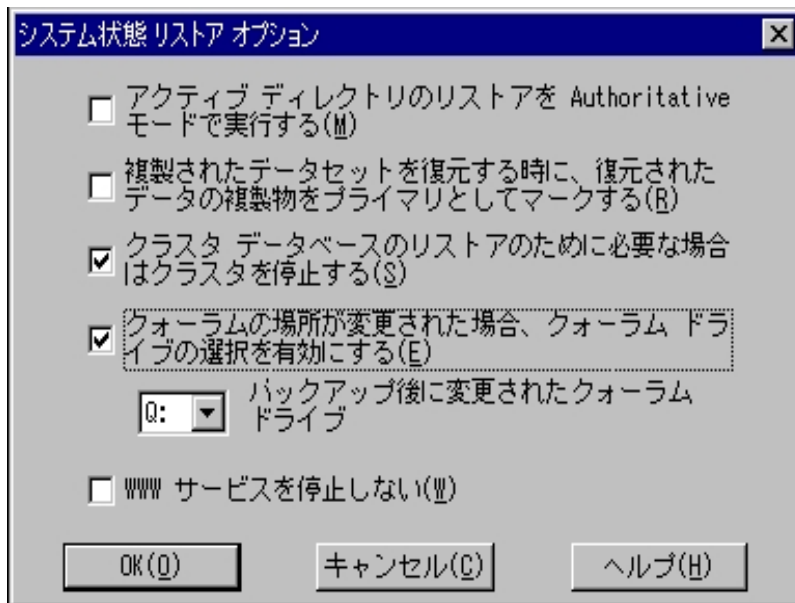 システム状態 リストア オプション
アクティブ ディレクトリのリストアを Authoritative
モードで実行する(M)
複製されたデータセットを復元する時に、復元された
データの複製物をプライマリとしてマークする(R)
クラスタ データベースのリストアのために必要な場合
はクラスタを停止する(S)
クォーラムの場所が変更された場合、クォーラム ドラ
イブの選択を有効にする(E)
Q:
バックアップ後に変更されたクォーラム
ドライブ
WWW サービスを停止しない(W)
OK(O)
キャンセル(C)
ヘルプ(H)